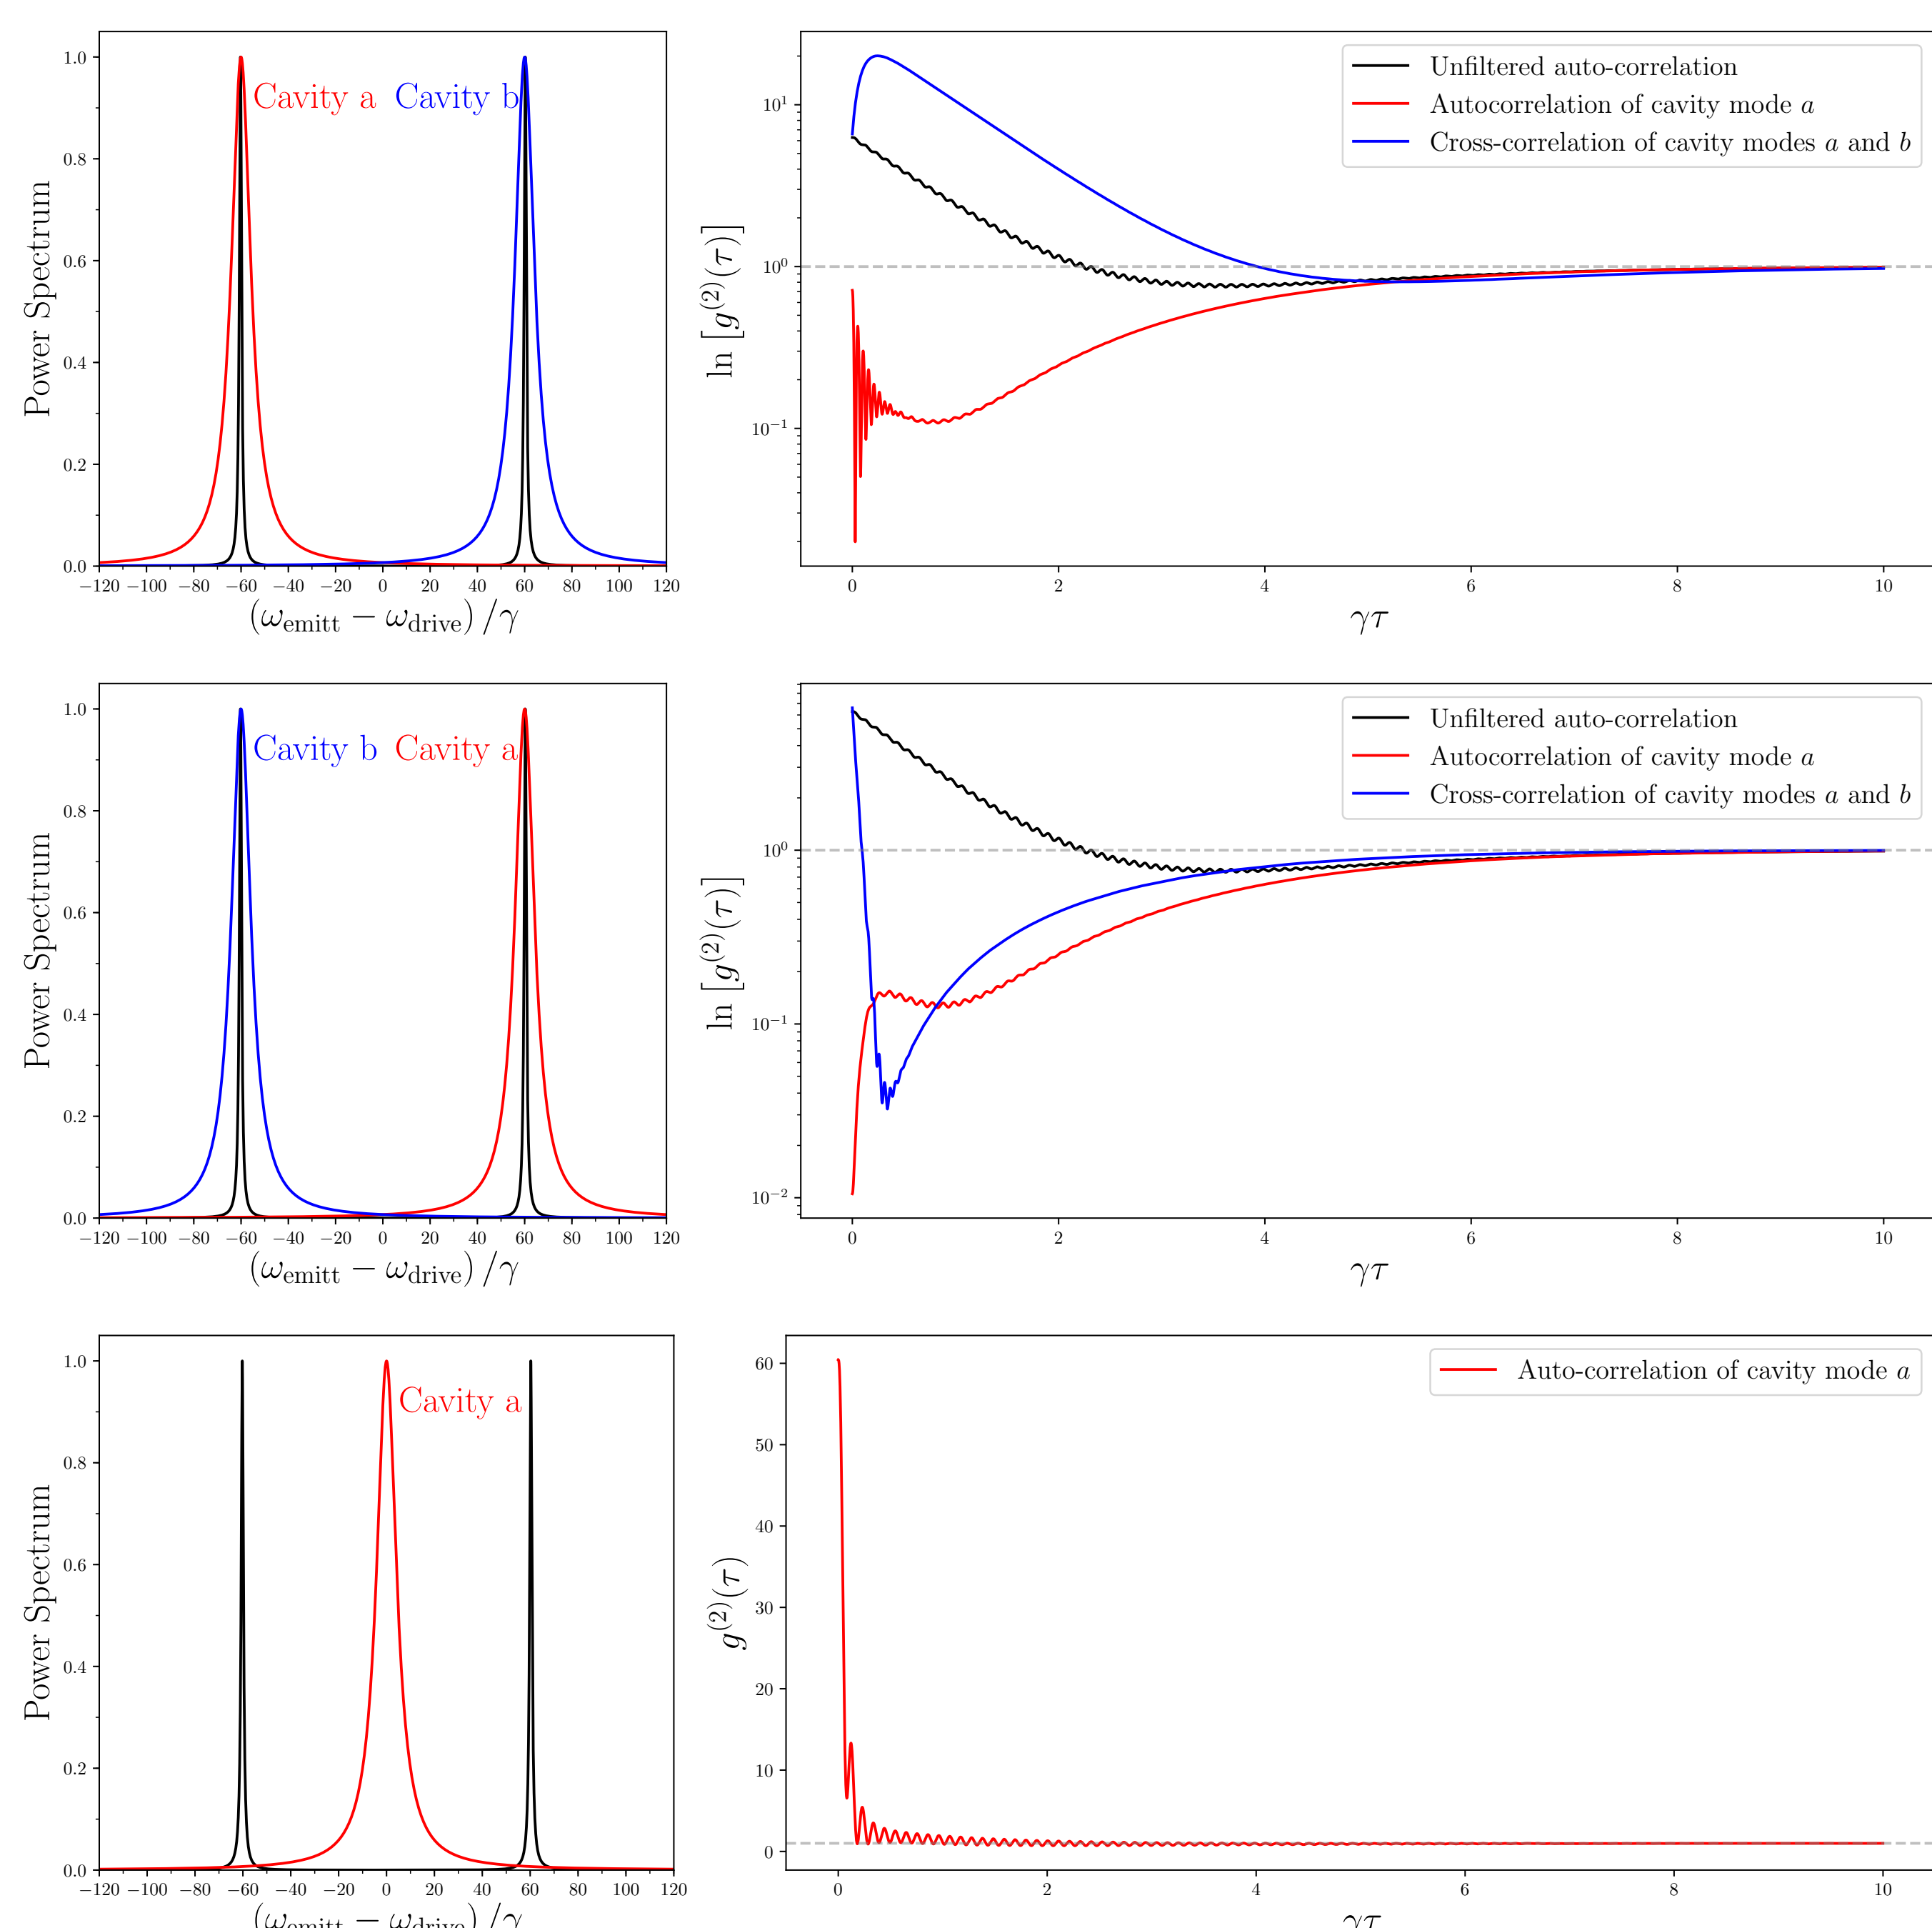 1.0
0.8
0.6
0.4
0.2
0.0
Power Spectrum
Cavity a
Cavity b
−120 −100 −80 −60 −40 −20 0 20 40 60 80 100 120
(ω_emitt − ω_drive) / γ
10¹
10⁰
10⁻¹
ln [g⁽²⁾(τ)]
Unfiltered auto-correlation
Autocorrelation of cavity mode a
Cross-correlation of cavity modes a and b
0 2 4 6 8 10
γτ
1.0
0.8
0.6
0.4
0.2
0.0
Power Spectrum
Cavity b
Cavity a
−120 −100 −80 −60 −40 −20 0 20 40 60 80 100 120
(ω_emitt − ω_drive) / γ
10⁰
10⁻¹
10⁻²
ln [g⁽²⁾(τ)]
Unfiltered auto-correlation
Autocorrelation of cavity mode a
Cross-correlation of cavity modes a and b
0 2 4 6 8 10
γτ
1.0
0.8
0.6
0.4
0.2
0.0
Power Spectrum
Cavity a
−120 −100 −80 −60 −40 −20 0 20 40 60 80 100 120
(ω_emitt − ω_drive) / γ
60
50
40
30
20
10
0
g⁽²⁾(τ)
Auto-correlation of cavity mode a
0 2 4 6 8 10
γτ